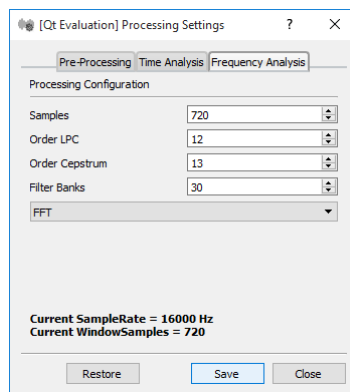 [Qt Evaluation] Processing Settings ? ×
Pre-Processing Time Analysis Frequency Analysis
Processing Configuration
Samples 720
Order LPC 12
Order Cepstrum 13
Filter Banks 30
FFT
Current SampleRate = 16000 Hz
Current WindowSamples = 720
Restore Save Close